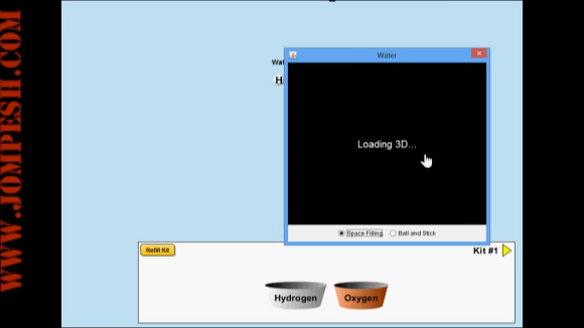 WWW.JOMPESH.COM
Water
Loading 3D...
Space Filling
Ball and Stick
Refill Kit
Kit #1
Hydrogen
Oxygen